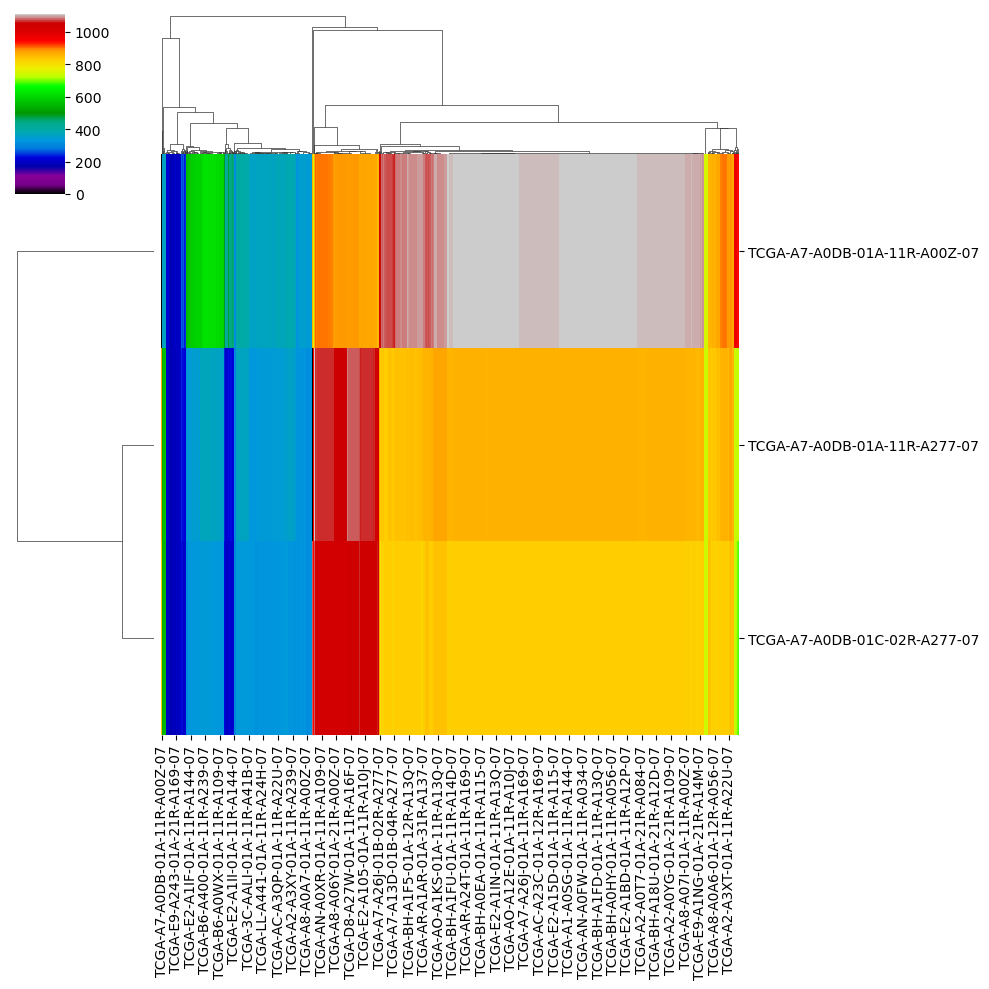 1000
800
600
400
200
0
TCGA-A7-A0DB-01A-11R-A00Z-07
TCGA-A7-A0DB-01A-11R-A277-07
TCGA-A7-A0DB-01C-02R-A277-07
TCGA-A7-A0DB-01A-11R-A00Z-07
TCGA-E9-A243-01A-21R-A169-07
TCGA-E2-A1IF-01A-11R-A144-07
TCGA-B6-A400-01A-11R-A239-07
TCGA-B6-A0WX-01A-11R-A109-07
TCGA-E2-A1II-01A-11R-A144-07
TCGA-3C-AALI-01A-11R-A41B-07
TCGA-LL-A441-01A-11R-A24H-07
TCGA-AC-A3QP-01A-11R-A22U-07
TCGA-A2-A3XY-01A-11R-A239-07
TCGA-A8-A0A7-01A-11R-A00Z-07
TCGA-AN-A0XR-01A-11R-A109-07
TCGA-A8-A06Y-01A-21R-A00Z-07
TCGA-D8-A27W-01A-11R-A16F-07
TCGA-E2-A105-01A-11R-A10J-07
TCGA-A7-A26J-01B-02R-A277-07
TCGA-A7-A13D-01B-04R-A277-07
TCGA-BH-A1F5-01A-12R-A13Q-07
TCGA-AR-A1AR-01A-31R-A137-07
TCGA-AO-A1KS-01A-11R-A13Q-07
TCGA-BH-A1FU-01A-11R-A14D-07
TCGA-AR-A24T-01A-11R-A169-07
TCGA-BH-A0EA-01A-11R-A115-07
TCGA-E2-A1IN-01A-11R-A13Q-07
TCGA-AO-A12E-01A-11R-A10J-07
TCGA-A7-A26J-01A-11R-A169-07
TCGA-AC-A23C-01A-12R-A169-07
TCGA-E2-A15D-01A-11R-A115-07
TCGA-A1-A0SG-01A-11R-A144-07
TCGA-AN-A0FW-01A-11R-A034-07
TCGA-BH-A1FD-01A-11R-A13Q-07
TCGA-BH-A0HY-01A-11R-A056-07
TCGA-E2-A1BD-01A-11R-A12P-07
TCGA-A2-A0T7-01A-21R-A084-07
TCGA-BH-A18U-01A-21R-A12D-07
TCGA-A2-A0YG-01A-21R-A109-07
TCGA-A8-A07J-01A-11R-A00Z-07
TCGA-E9-A1NG-01A-21R-A14M-07
TCGA-A8-A0A6-01A-12R-A056-07
TCGA-A2-A3XT-01A-11R-A22U-07